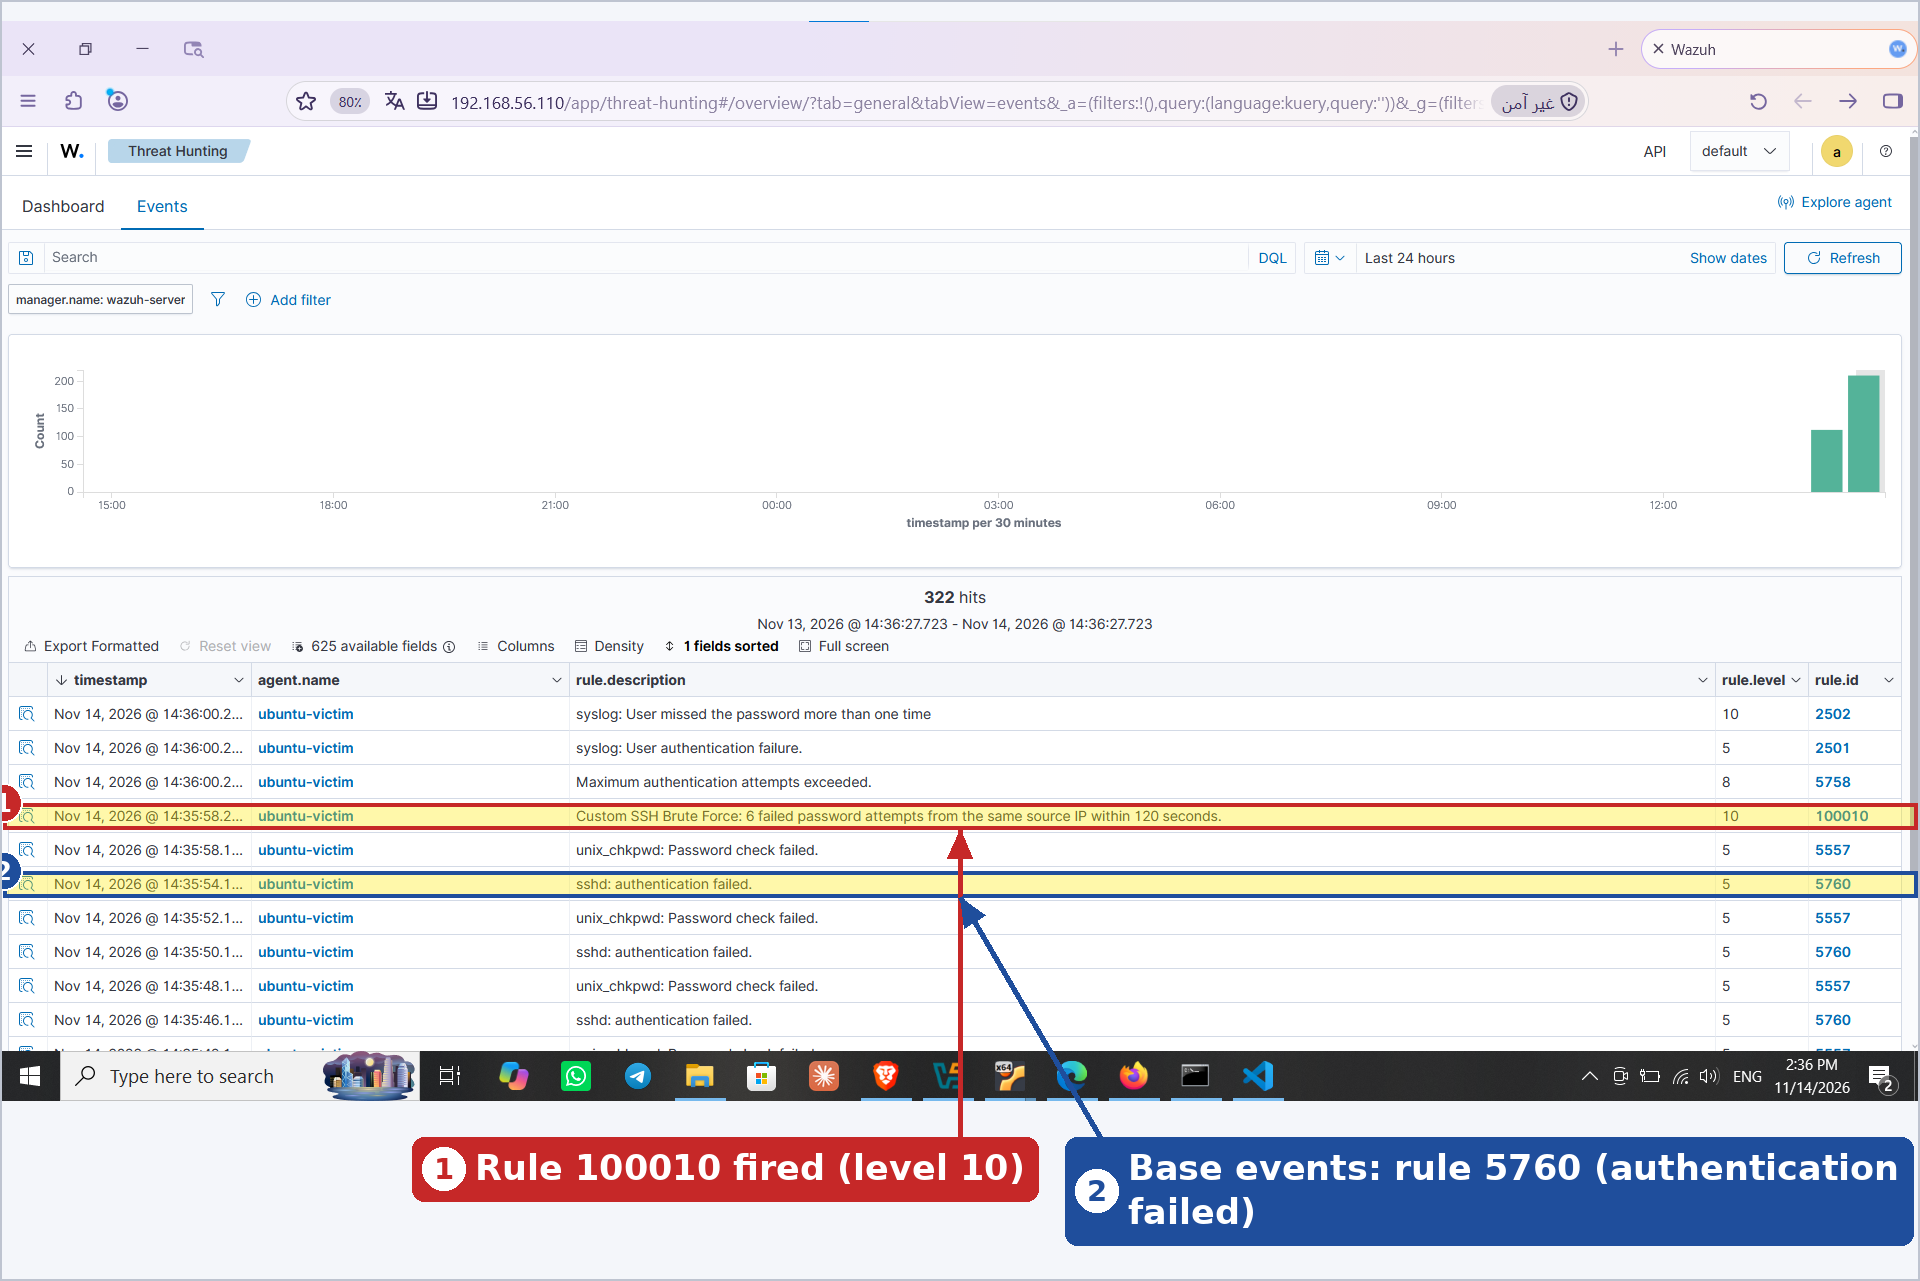 Wazuh
80%
192.168.56.110/app/threat-hunting#/overview/?tab=general&tabView=events&_a=(filters:!(),query:(language:kuery,query:''))&_g=(filters
غیر آمن
W.
Threat Hunting
API
default
a
Dashboard
Events
Explore agent
Search
DQL
Last 24 hours
Show dates
Refresh
manager.name: wazuh-server
Add filter
Count
200
150
100
50
0
15:00
18:00
21:00
00:00
03:00
06:00
09:00
12:00
timestamp per 30 minutes
322 hits
Nov 13, 2026 @ 14:36:27.723 - Nov 14, 2026 @ 14:36:27.723
Export Formatted
Reset view
625 available fields
Columns
Density
1 fields sorted
Full screen
timestamp agent.name rule.description rule.level rule.id
Nov 14, 2026 @ 14:36:00.2... ubuntu-victim syslog: User missed the password more than one time 10 2502
Nov 14, 2026 @ 14:36:00.2... ubuntu-victim syslog: User authentication failure. 5 2501
Nov 14, 2026 @ 14:36:00.2... ubuntu-victim Maximum authentication attempts exceeded. 8 5758
1
Nov 14, 2026 @ 14:35:58.2... ubuntu-victim Custom SSH Brute Force: 6 failed password attempts from the same source IP within 120 seconds. 10 100010
Nov 14, 2026 @ 14:35:58.1... ubuntu-victim unix_chkpwd: Password check failed. 5 5557
2
Nov 14, 2026 @ 14:35:54.1... ubuntu-victim sshd: authentication failed. 5 5760
Nov 14, 2026 @ 14:35:52.1... ubuntu-victim unix_chkpwd: Password check failed. 5 5557
Nov 14, 2026 @ 14:35:50.1... ubuntu-victim sshd: authentication failed. 5 5760
Nov 14, 2026 @ 14:35:48.1... ubuntu-victim unix_chkpwd: Password check failed. 5 5557
Nov 14, 2026 @ 14:35:46.1... ubuntu-victim sshd: authentication failed. 5 5760
Type here to search
x64
ENG
2:36 PM
11/14/2026
2
1 Rule 100010 fired (level 10)
2 Base events: rule 5760 (authentication
failed)